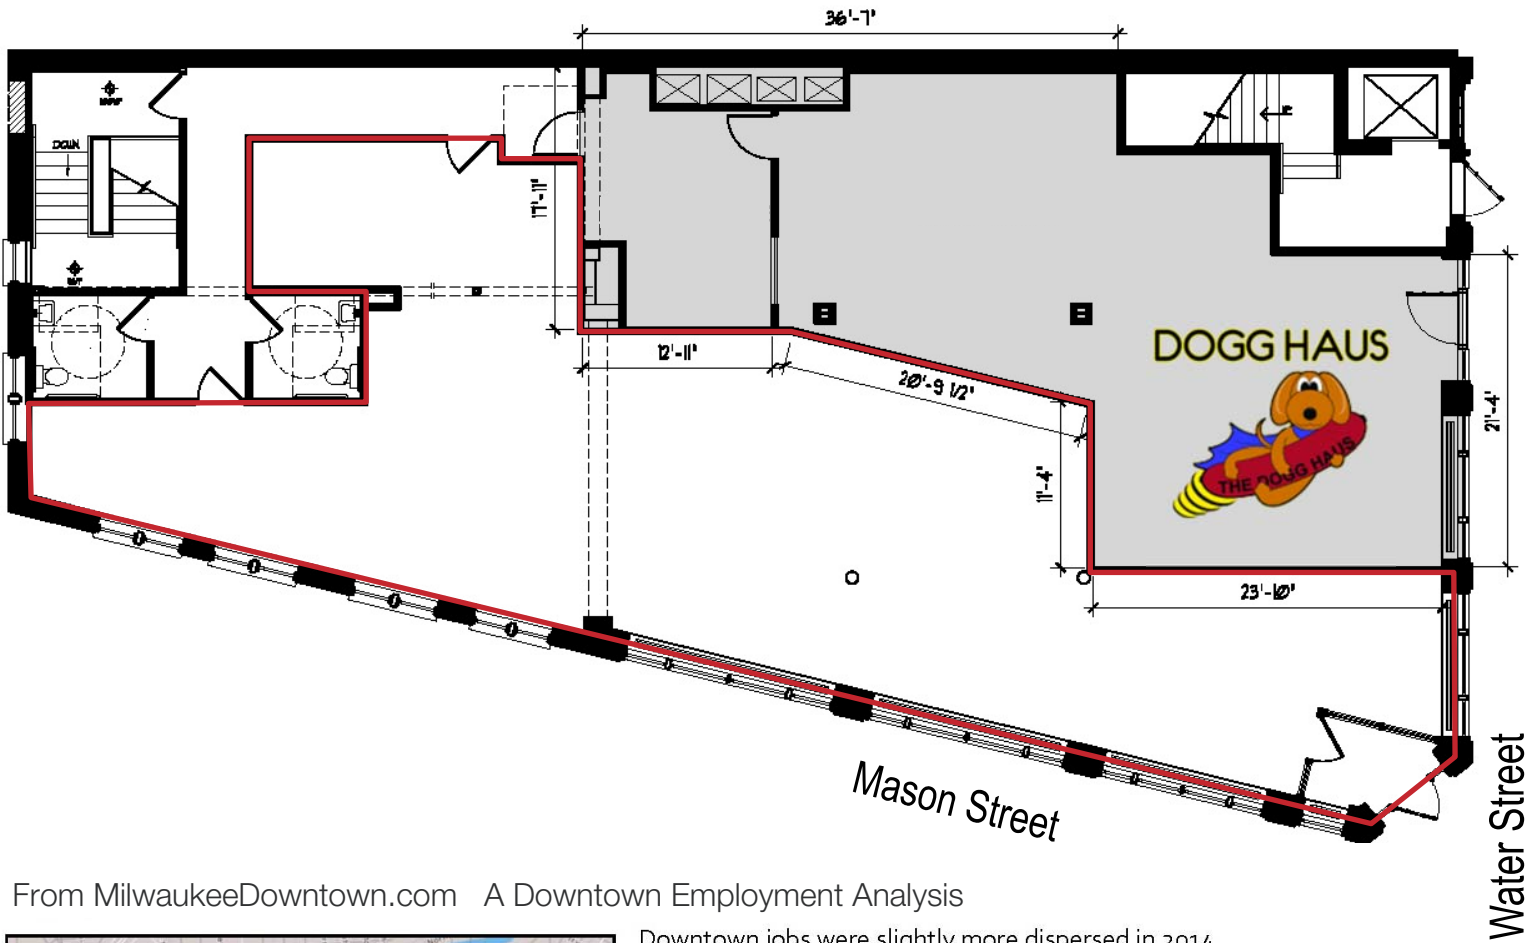 36'-7"
DOWN
17'-11"
12'-11"
20'-9 1/2"
11'-4"
23'-10"
21'-4"
DOGG HAUS
THE DOGG HAUS
Mason Street
Water Street
From MilwaukeeDowntown.com A Downtown Employment Analysis
Downtown jobs were slightly more dispersed in 2014